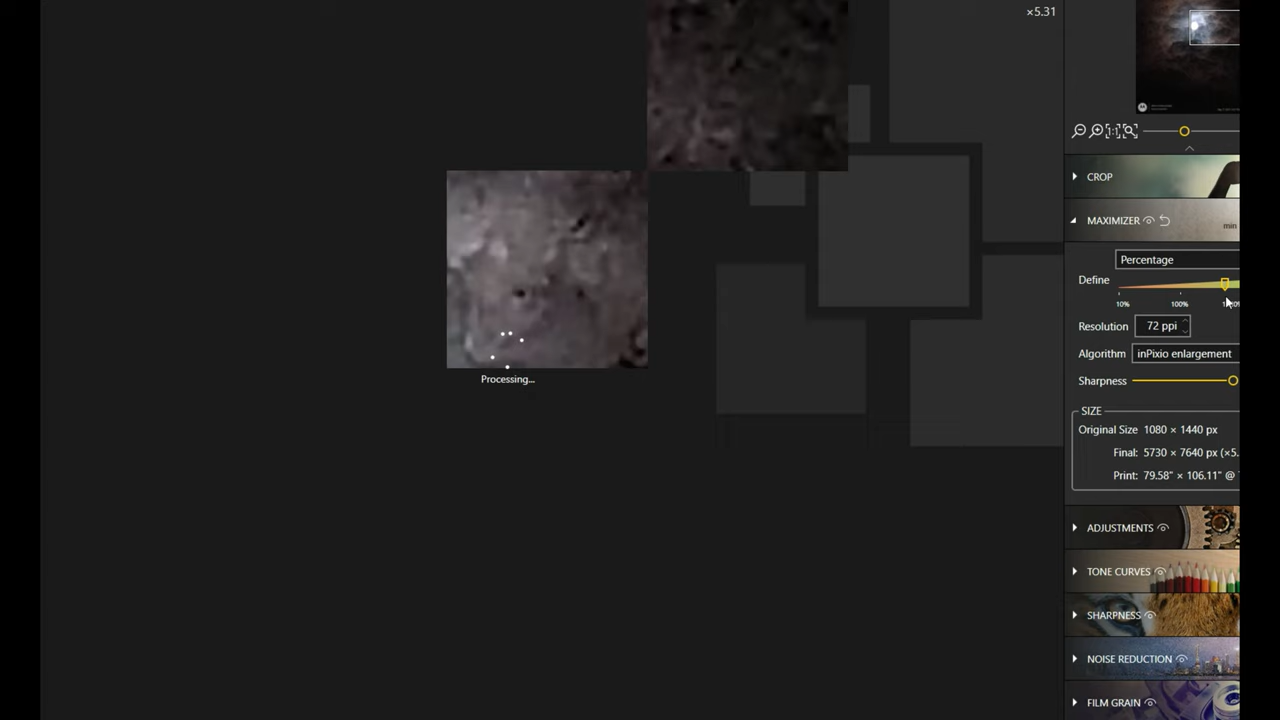 ×5.31
CROP
MAXIMIZER
min
Percentage
Define
10%
100%
Resolution 72 ppi
Algorithm inPixio enlargement
Sharpness
SIZE
Original Size 1080 × 1440 px
Final: 5730 × 7640 px (×5.
Print: 79.58" × 106.11" @
Processing...
ADJUSTMENTS
TONE CURVES
SHARPNESS
NOISE REDUCTION
FILM GRAIN